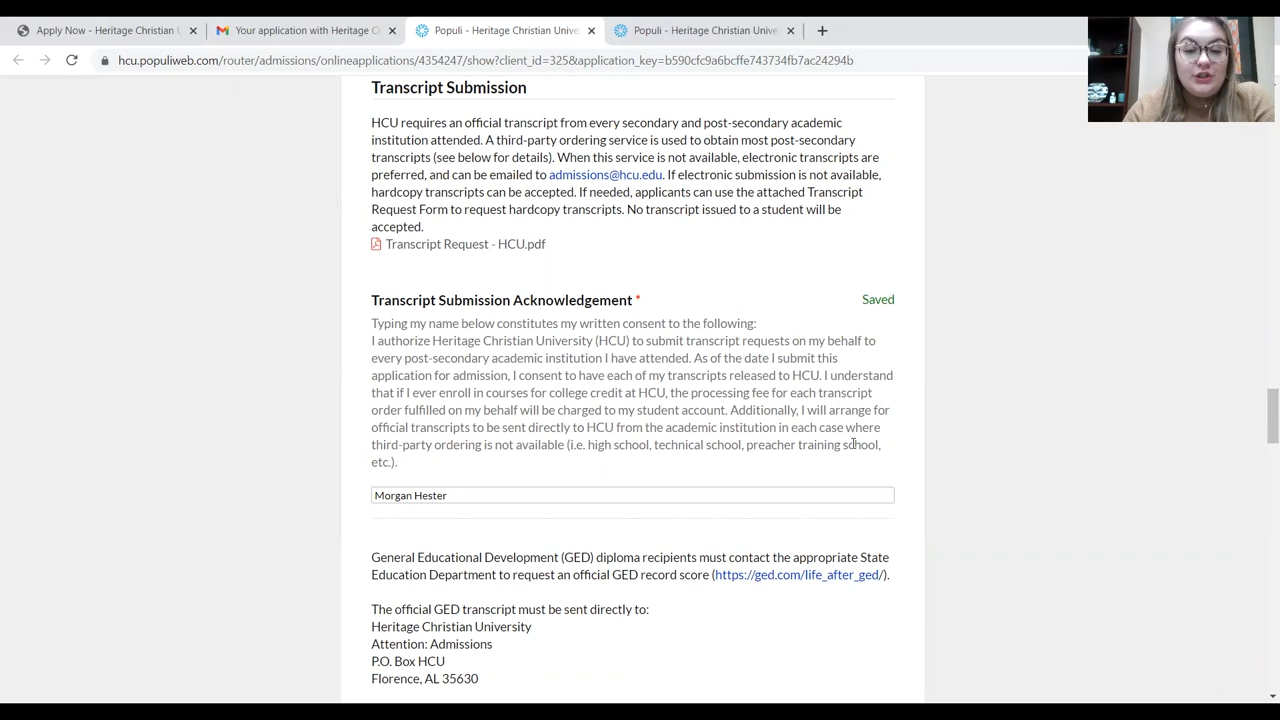 Apply Now - Heritage Christian U
Your application with Heritage C
Populi - Heritage Christian Unive
Populi - Heritage Christian Unive
hcu.populiweb.com/router/admissions/onlineapplications/4354247/show?client_id=325&application_key=b590cfc9a6bcffe743734fb7ac24294b
Transcript Submission
HCU requires an official transcript from every secondary and post-secondary academic
institution attended. A third-party ordering service is used to obtain most post-secondary
transcripts (see below for details). When this service is not available, electronic transcripts are
preferred, and can be emailed to admissions@hcu.edu. If electronic submission is not available,
hardcopy transcripts can be accepted. If needed, applicants can use the attached Transcript
Request Form to request hardcopy transcripts. No transcript issued to a student will be
accepted.
Transcript Request - HCU.pdf
Transcript Submission Acknowledgement *
Saved
Typing my name below constitutes my written consent to the following:
I authorize Heritage Christian University (HCU) to submit transcript requests on my behalf to
every post-secondary academic institution I have attended. As of the date I submit this
application for admission, I consent to have each of my transcripts released to HCU. I understand
that if I ever enroll in courses for college credit at HCU, the processing fee for each transcript
order fulfilled on my behalf will be charged to my student account. Additionally, I will arrange for
official transcripts to be sent directly to HCU from the academic institution in each case where
third-party ordering is not available (i.e. high school, technical school, preacher training school,
etc.).
Morgan Hester
General Educational Development (GED) diploma recipients must contact the appropriate State
Education Department to request an official GED record score (https://ged.com/life_after_ged/).
The official GED transcript must be sent directly to:
Heritage Christian University
Attention: Admissions
P.O. Box HCU
Florence, AL 35630